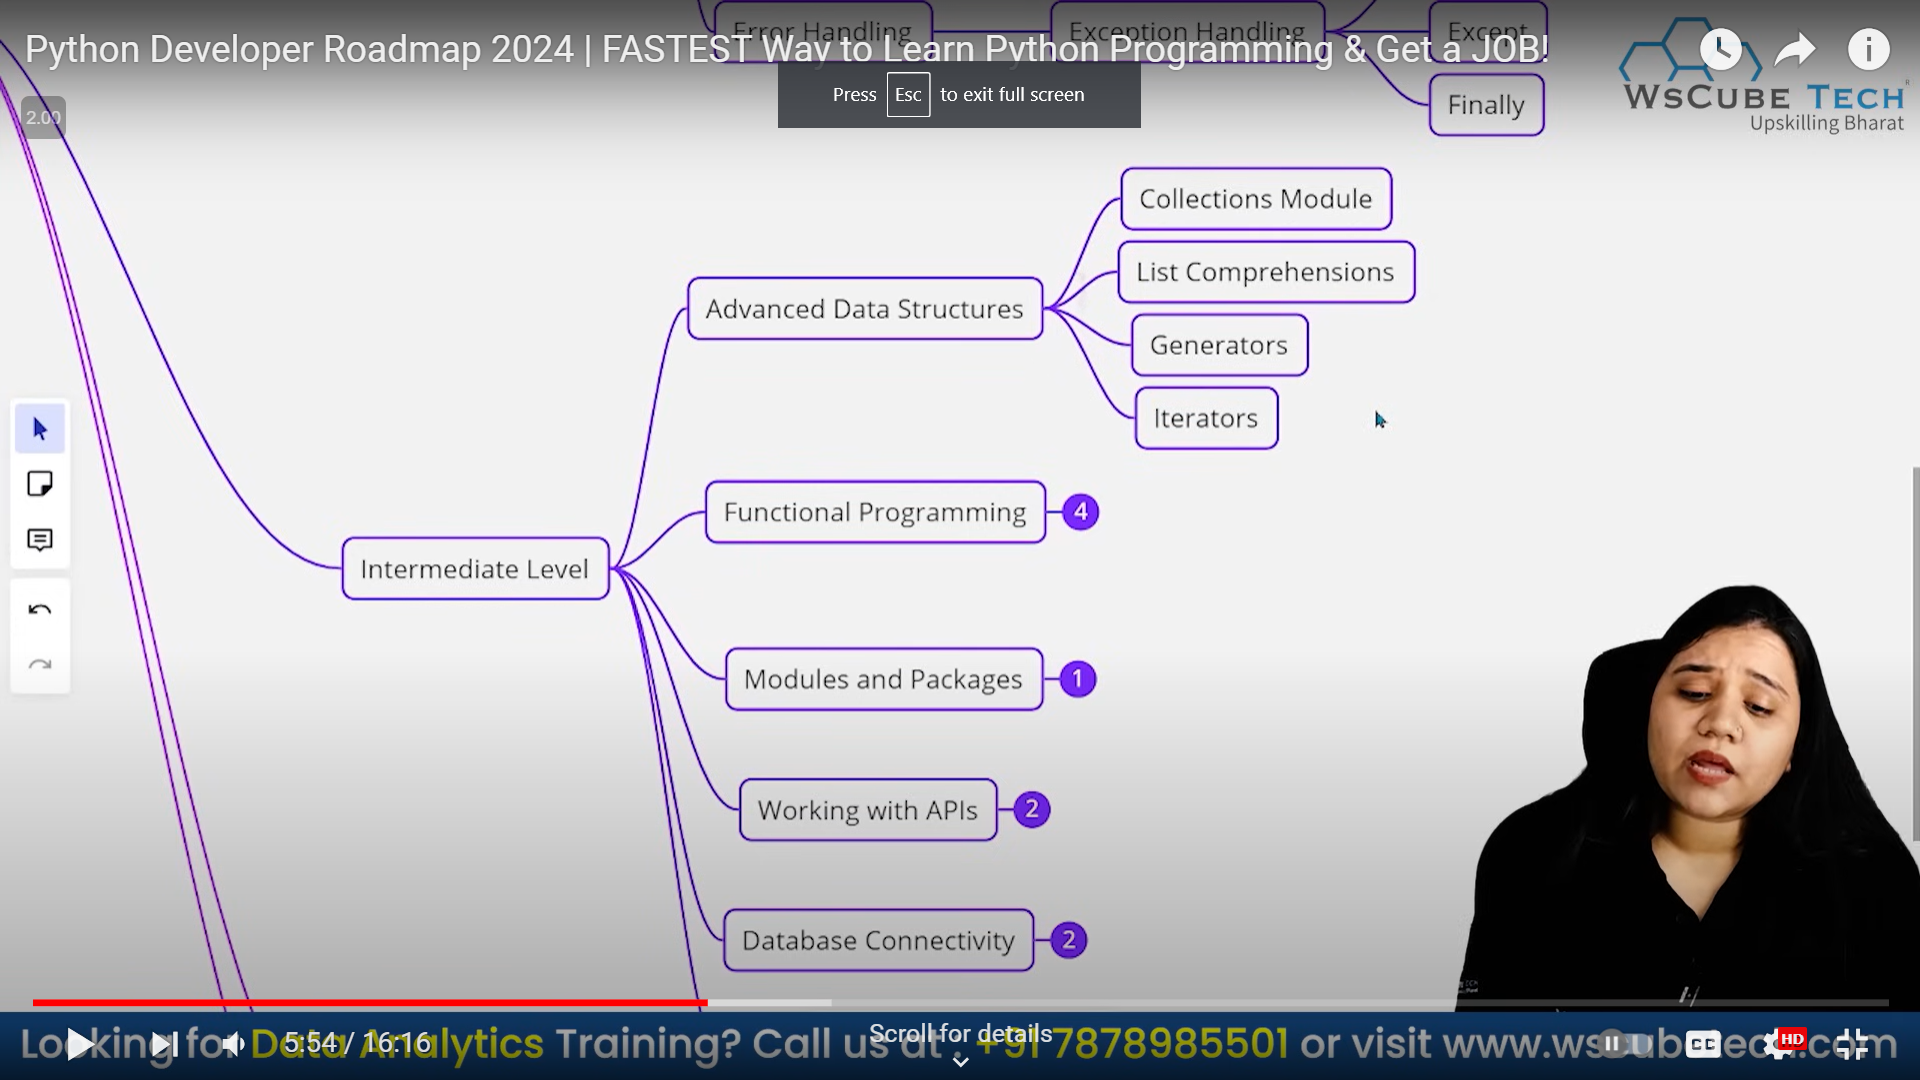 Error Handling
Exception Handling
Except
Python Developer Roadmap 2024 | FASTEST Way to Learn Python Programming & Get a JOB!
Press Esc to exit full screen
2.00
WSCUBE TECH
Upskilling Bharat
Finally
Collections Module
List Comprehensions
Advanced Data Structures
Generators
Iterators
Functional Programming 4
Intermediate Level
Modules and Packages 1
Working with APIs 2
Database Connectivity 2
Looking for Data Analytics Training? Call us at +91 7878985501 or visit www.wscubetech.com
5:54 / 16:16
Scroll for details
CC
HD